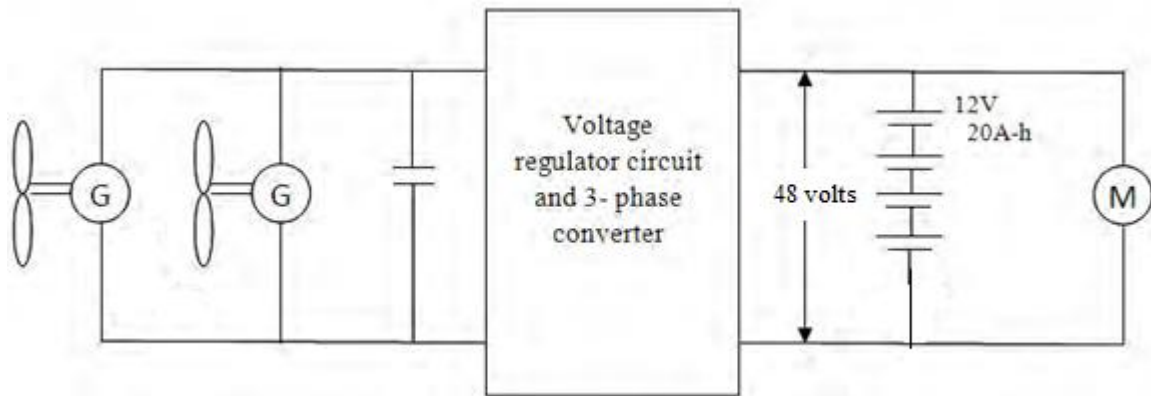 G
G
Voltage
regulator circuit
and 3- phase
converter
48 volts
12V
20A-h
M